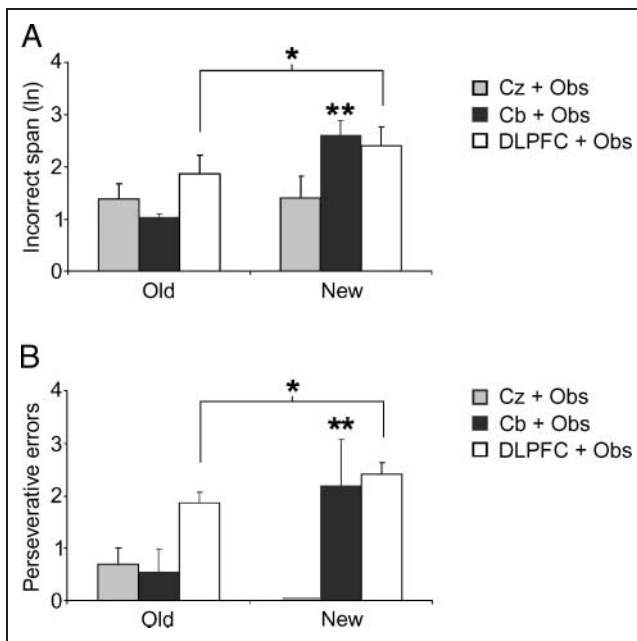 A
Incorrect span (ln)
4
3
2
1
0
*
**
Old
New
Cz + Obs
Cb + Obs
DLPFC + Obs
B
Perseverative errors
4
3
2
1
0
*
**
Old
New
Cz + Obs
Cb + Obs
DLPFC + Obs